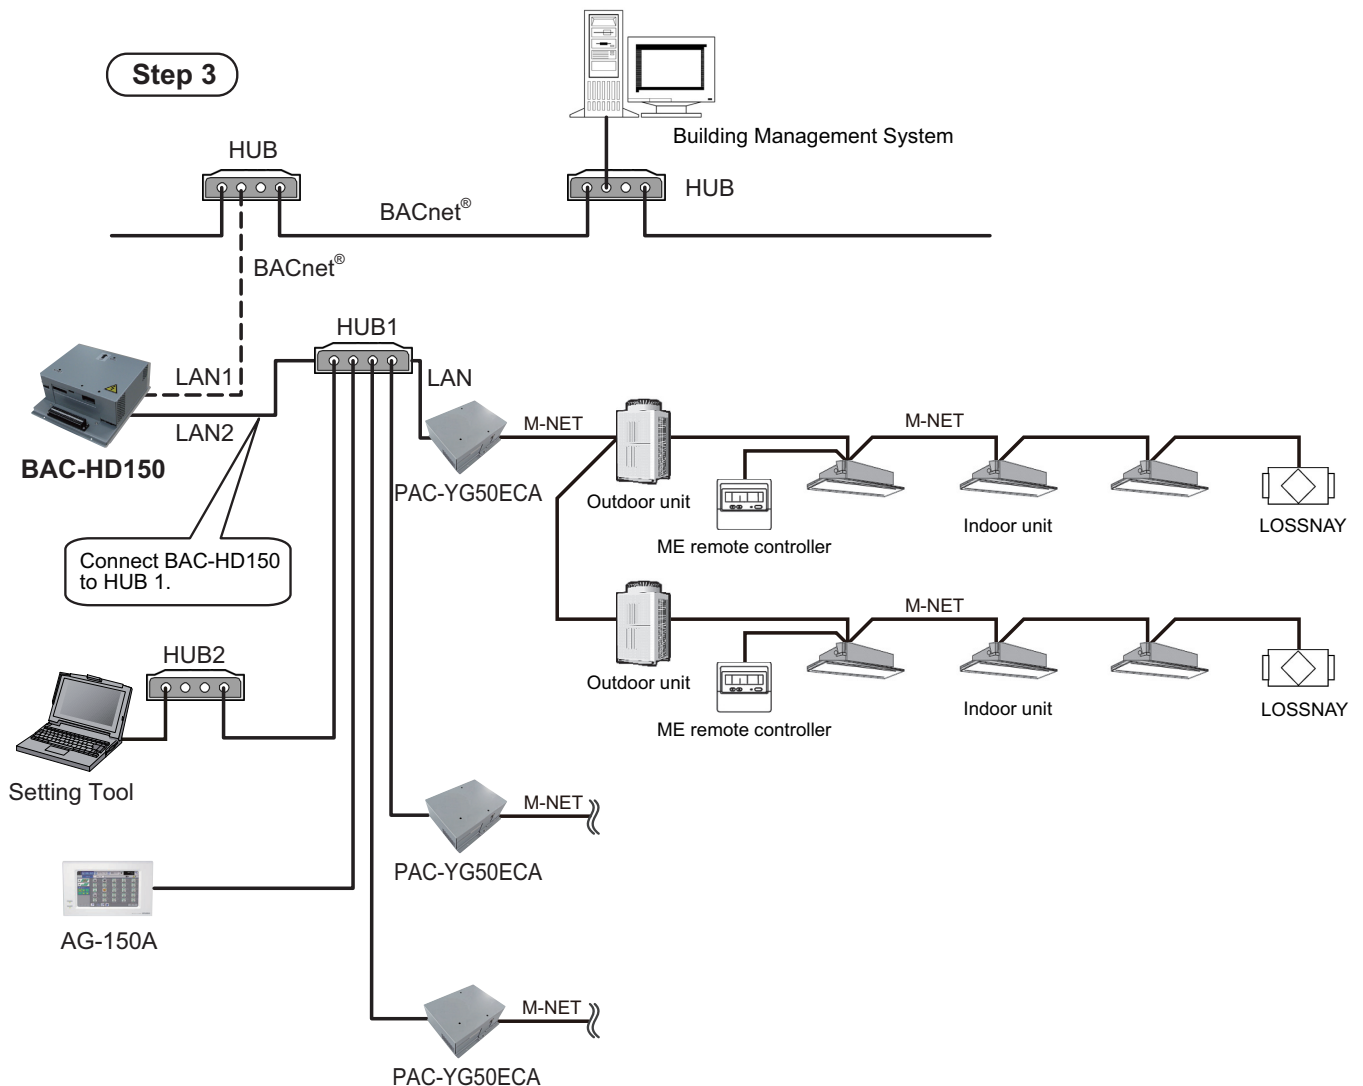 Step 3
Building Management System
HUB
HUB
BACnet®
BACnet®
HUB1
LAN1
LAN
LAN2
M-NET
M-NET
BAC-HD150
PAC-YG50ECA
Outdoor unit
Indoor unit
LOSSNAY
ME remote controller
Connect BAC-HD150
to HUB 1.
M-NET
HUB2
Outdoor unit
Indoor unit
LOSSNAY
ME remote controller
Setting Tool
M-NET
PAC-YG50ECA
AG-150A
M-NET
PAC-YG50ECA